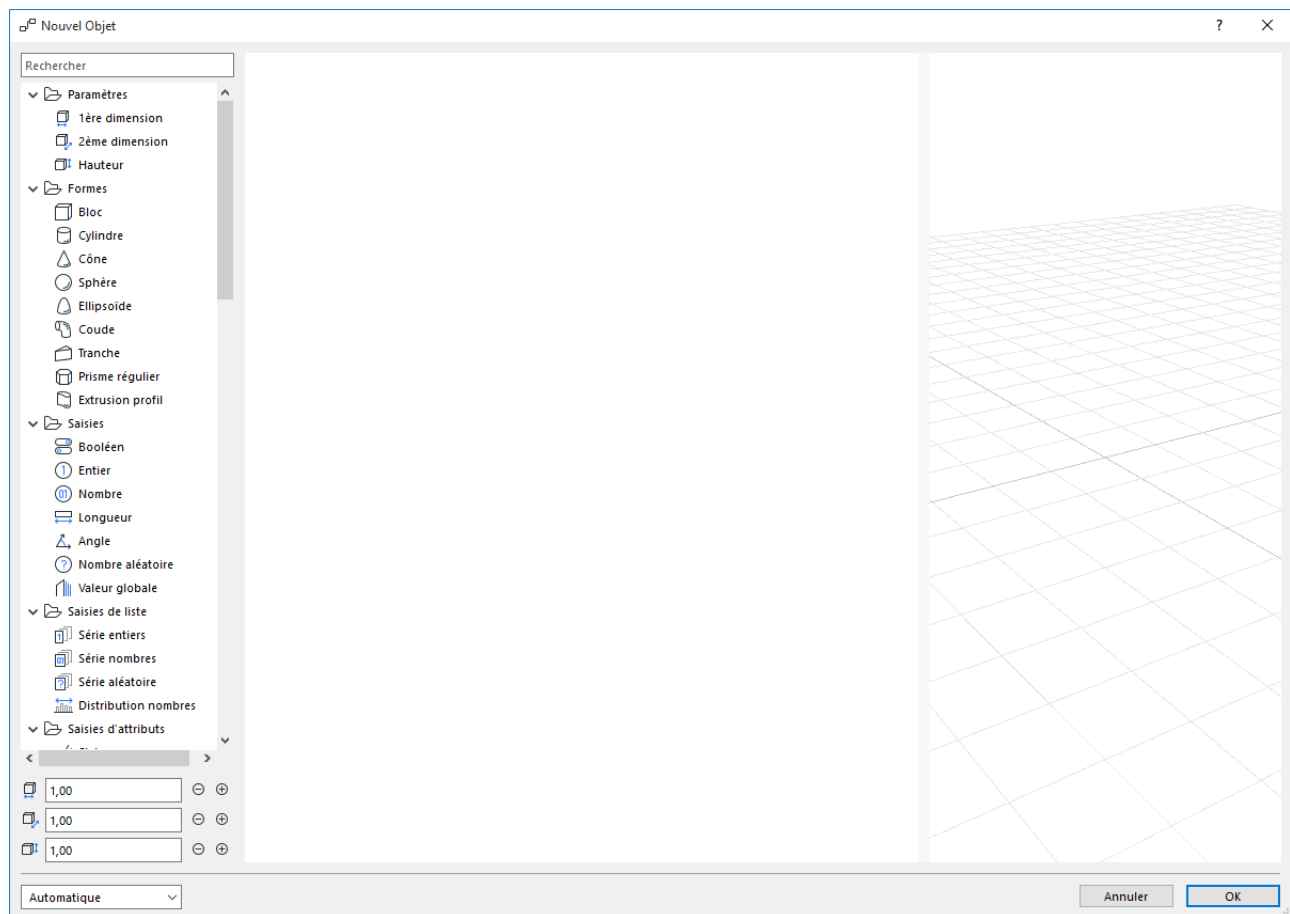 Nouvel Objet
?
Rechercher
Paramètres
1ère dimension
2ème dimension
Hauteur
Formes
Bloc
Cylindre
Cône
Sphère
Ellipsoïde
Coude
Tranche
Prisme régulier
Extrusion profil
Saisies
Booléen
Entier
Nombre
Longueur
Angle
Nombre aléatoire
Valeur globale
Saisies de liste
Série entiers
Série nombres
Série aléatoire
Distribution nombres
Saisies d'attributs
1,00
1,00
1,00
Automatique
Annuler
OK